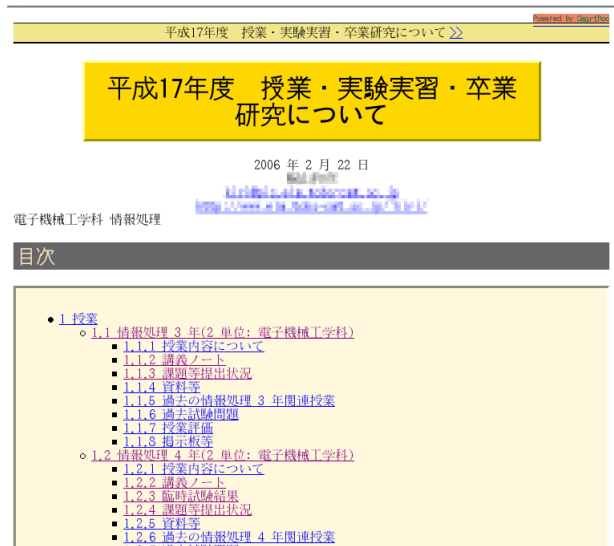 Powered by SmartDoc
平成17年度　授業・実験実習・卒業研究について >>
平成17年度　授業・実験実習・卒業
研究について
2006 年 2 月 22 日
電子機械工学科 情報処理
目次
1 授業
1.1 情報処理 3 年(2 単位: 電子機械工学科)
1.1.1 授業内容について
1.1.2 講義ノート
1.1.3 課題等提出状況
1.1.4 資料等
1.1.5 過去の情報処理 3 年関連授業
1.1.6 過去試験問題
1.1.7 授業評価
1.1.8 掲示板等
1.2 情報処理 4 年(2 単位: 電子機械工学科)
1.2.1 授業内容について
1.2.2 講義ノート
1.2.3 臨時試験結果
1.2.4 課題等提出状況
1.2.5 資料等
1.2.6 過去の情報処理 4 年関連授業